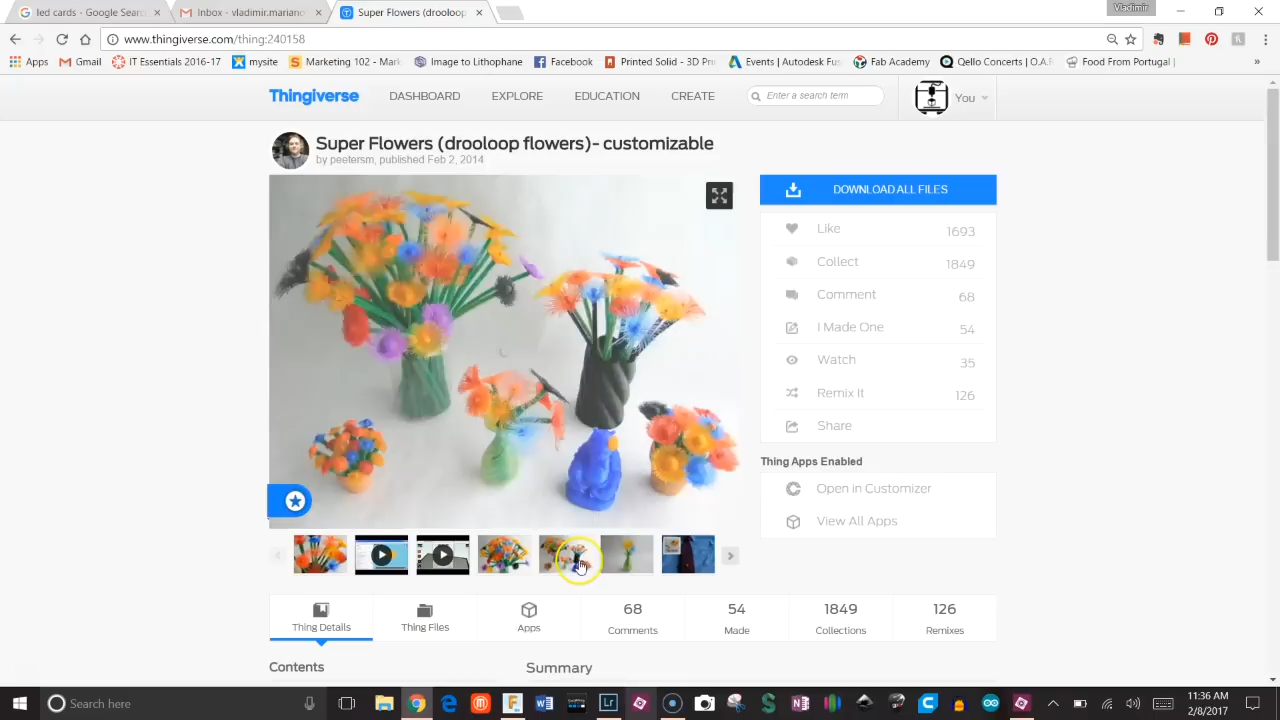 led cards - Google Sear
Inbox - vladimir.mariano
Super Flowers (drooloop
Vladimir
www.thingiverse.com/thing:240158
Apps
Gmail
IT Essentials 2016-17
mysite
Marketing 102 - Mark
Image to Lithophane
Facebook
Printed Solid - 3D Pr
Events | Autodesk Fus
Fab Academy
Qello Concerts | O.A.R
Food From Portugal |
Thingiverse
DASHBOARD
EXPLORE
EDUCATION
CREATE
Enter a search term
You
Super Flowers (drooloop flowers)- customizable
by peetersm, published Feb 2, 2014
DOWNLOAD ALL FILES
Like 1693
Collect 1849
Comment 68
I Made One 54
Watch 35
Remix It 126
Share
Thing Apps Enabled
Open in Customizer
View All Apps
Thing Details
Thing Files
Apps
68 Comments
54 Made
1849 Collections
126 Remixes
Contents
Summary
Search here
11:36 AM
2/8/2017